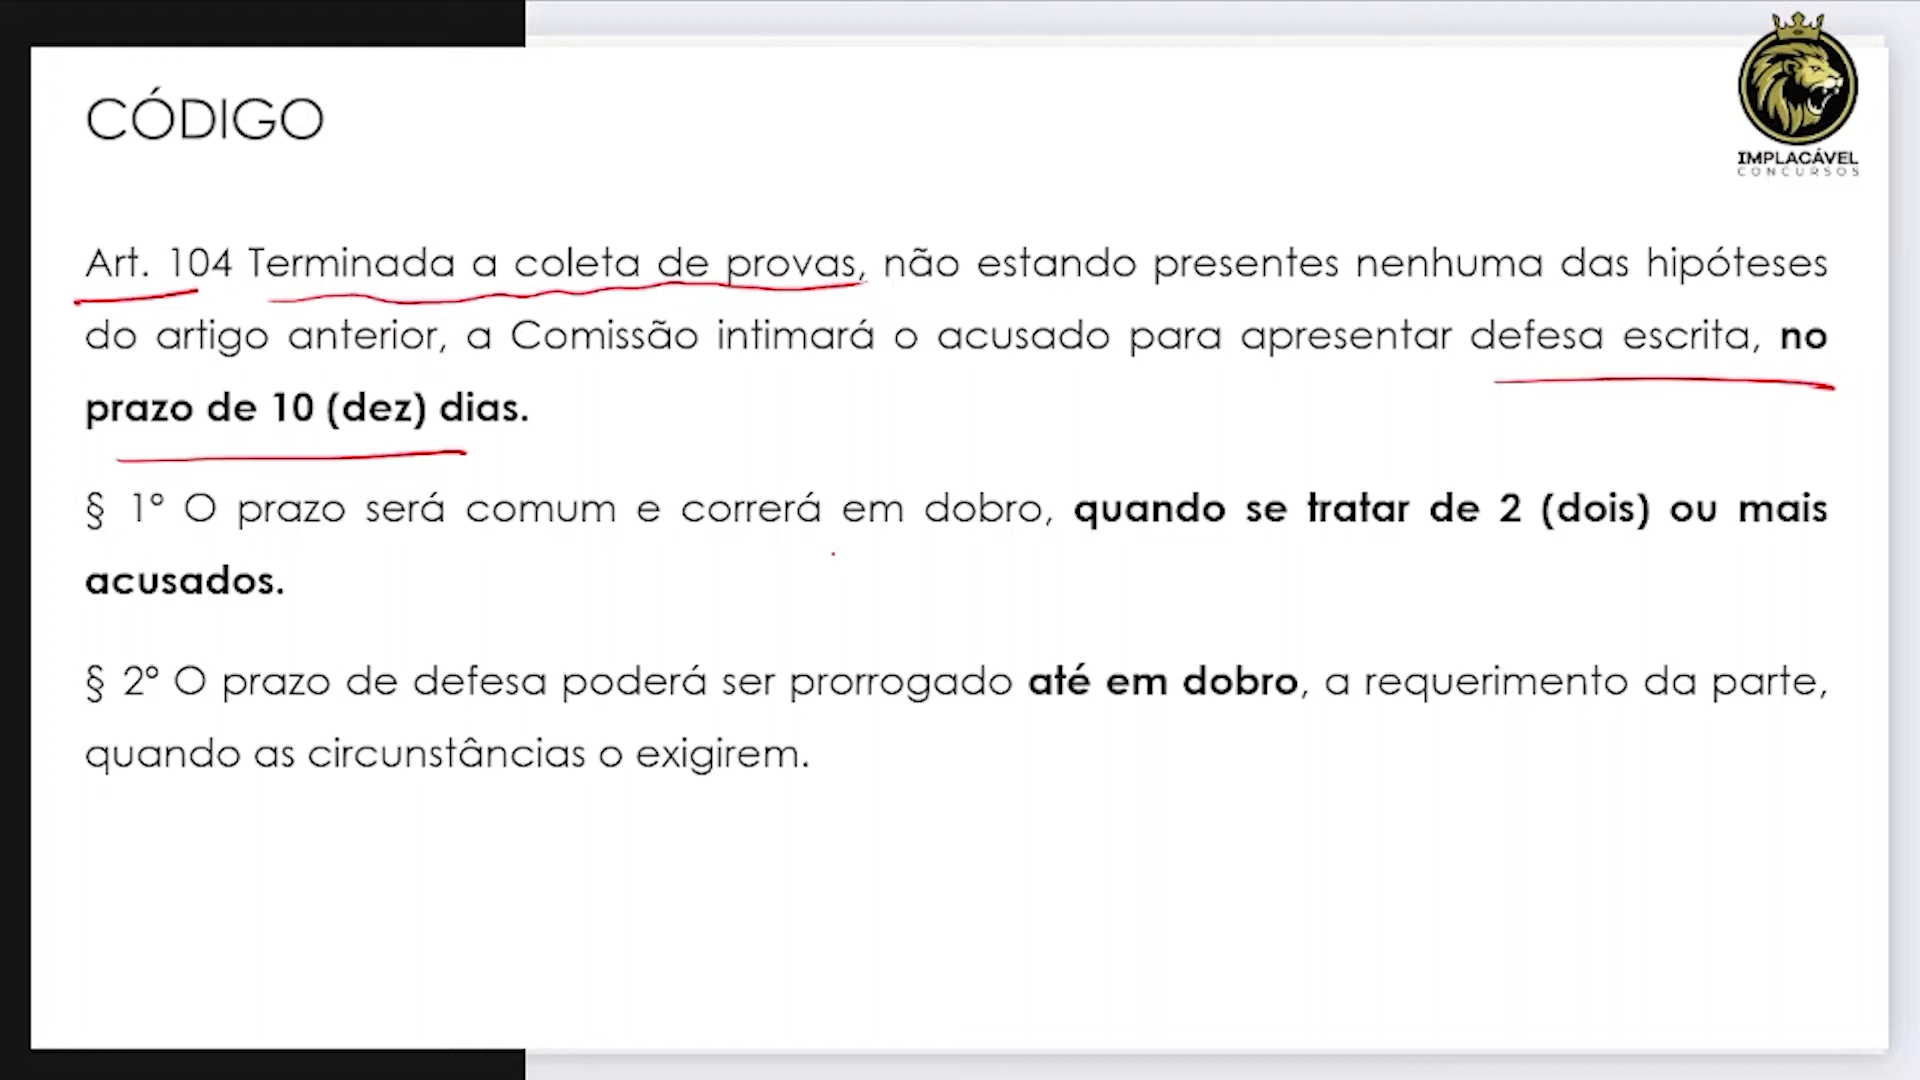 CÓDIGO
IMPLACÁVEL
CONCURSOS
Art. 104 Terminada a coleta de provas, não estando presentes nenhuma das hipóteses
do artigo anterior, a Comissão intimará o acusado para apresentar defesa escrita, no
prazo de 10 (dez) dias.
§ 1º O prazo será comum e correrá em dobro, quando se tratar de 2 (dois) ou mais
acusados.
§ 2º O prazo de defesa poderá ser prorrogado até em dobro, a requerimento da parte,
quando as circunstâncias o exigirem.